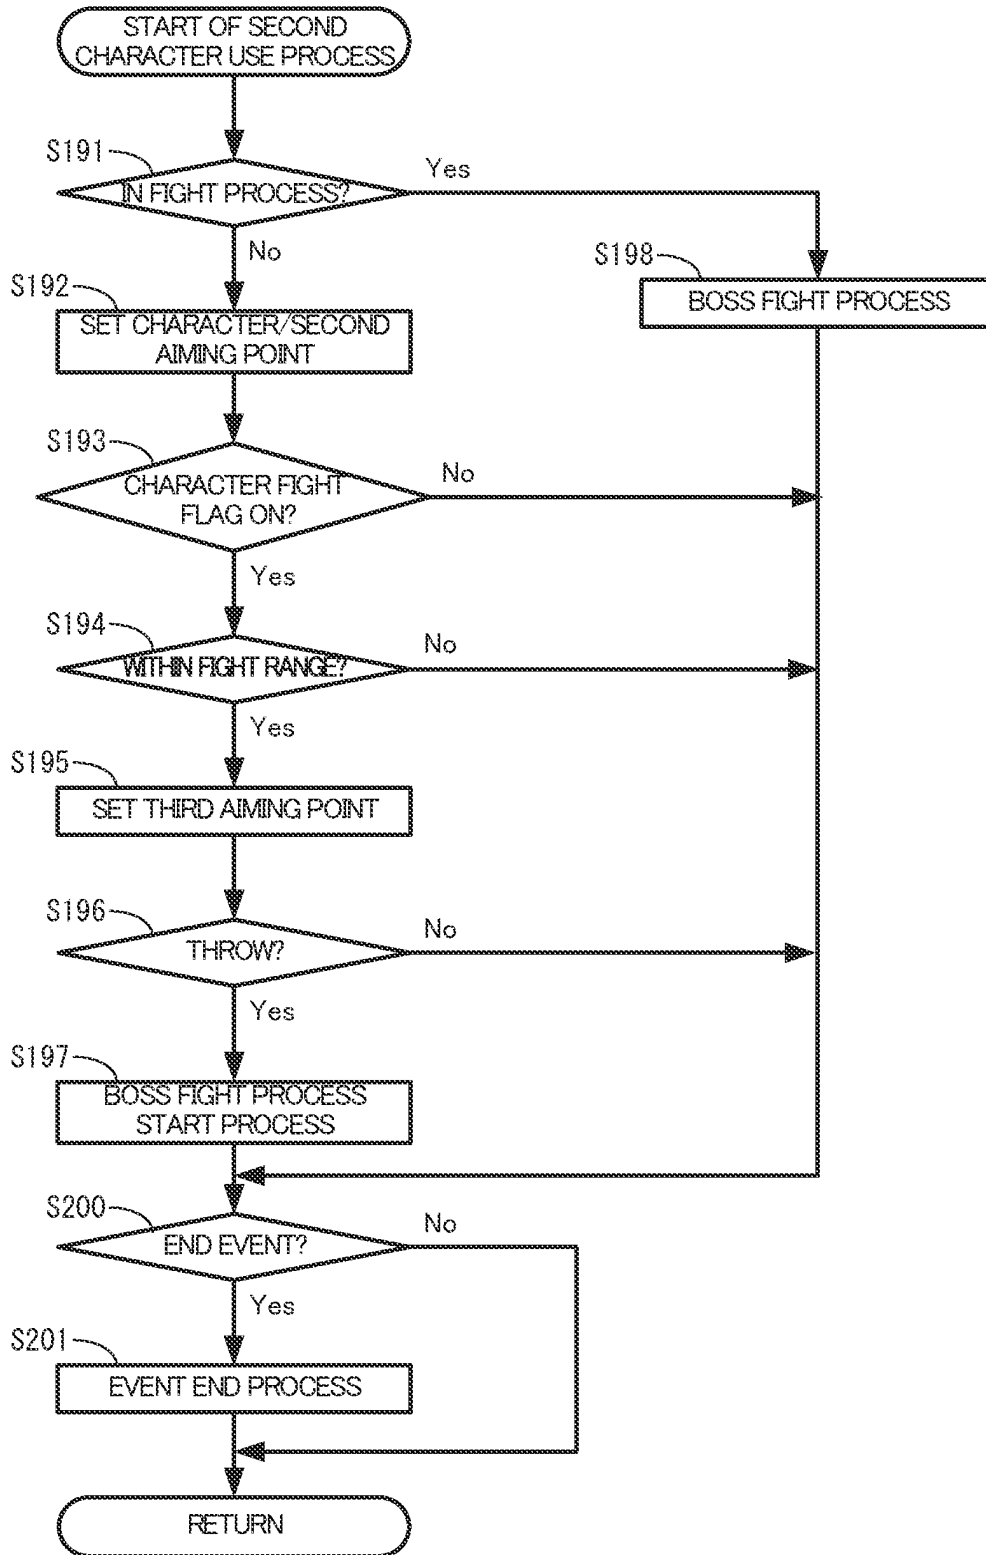 START OF SECOND
CHARACTER USE PROCESS
S191
IN FIGHT PROCESS?
Yes
No
S198
BOSS FIGHT PROCESS
S192
SET CHARACTER/SECOND
AIMING POINT
S193
CHARACTER FIGHT
FLAG ON?
No
Yes
S194
WITHIN FIGHT RANGE?
No
Yes
S195
SET THIRD AIMING POINT
S196
THROW?
No
Yes
S197
BOSS FIGHT PROCESS
START PROCESS
S200
END EVENT?
No
Yes
S201
EVENT END PROCESS
RETURN